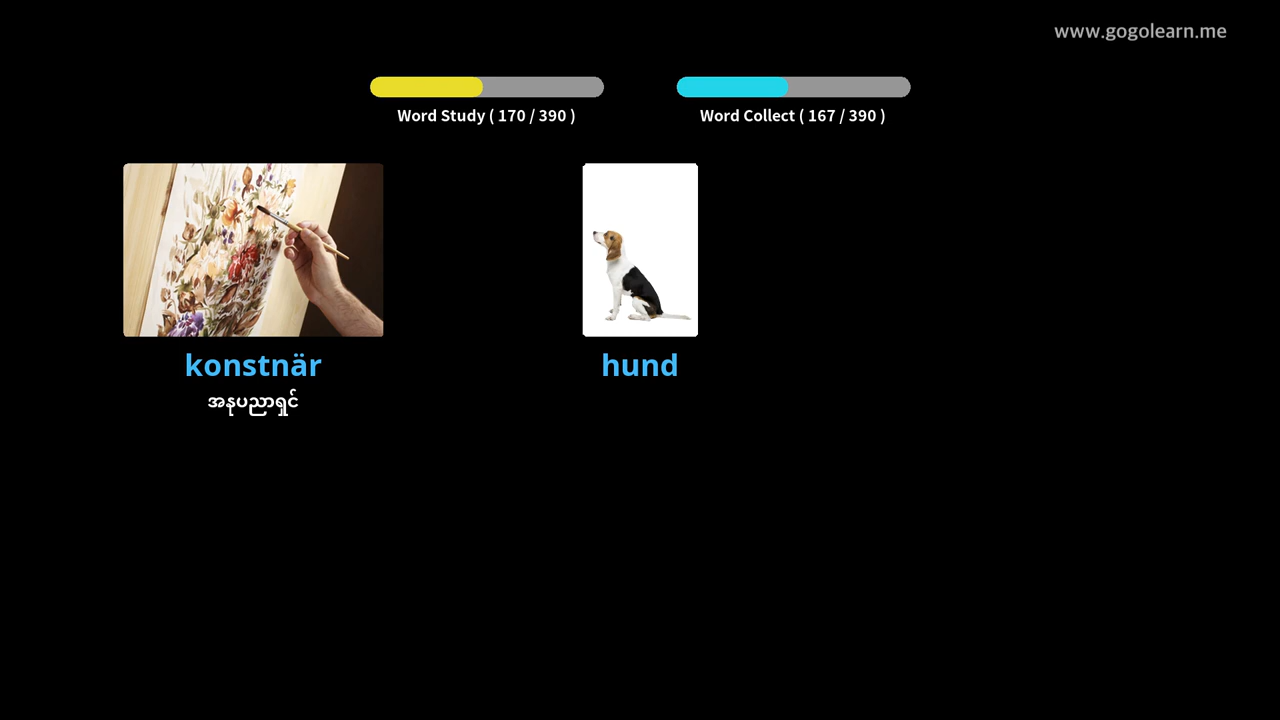 www.gogolearn.me
Word Study ( 170 / 390 )
Word Collect ( 167 / 390 )
konstnär
hund
အနုပညာရှင်